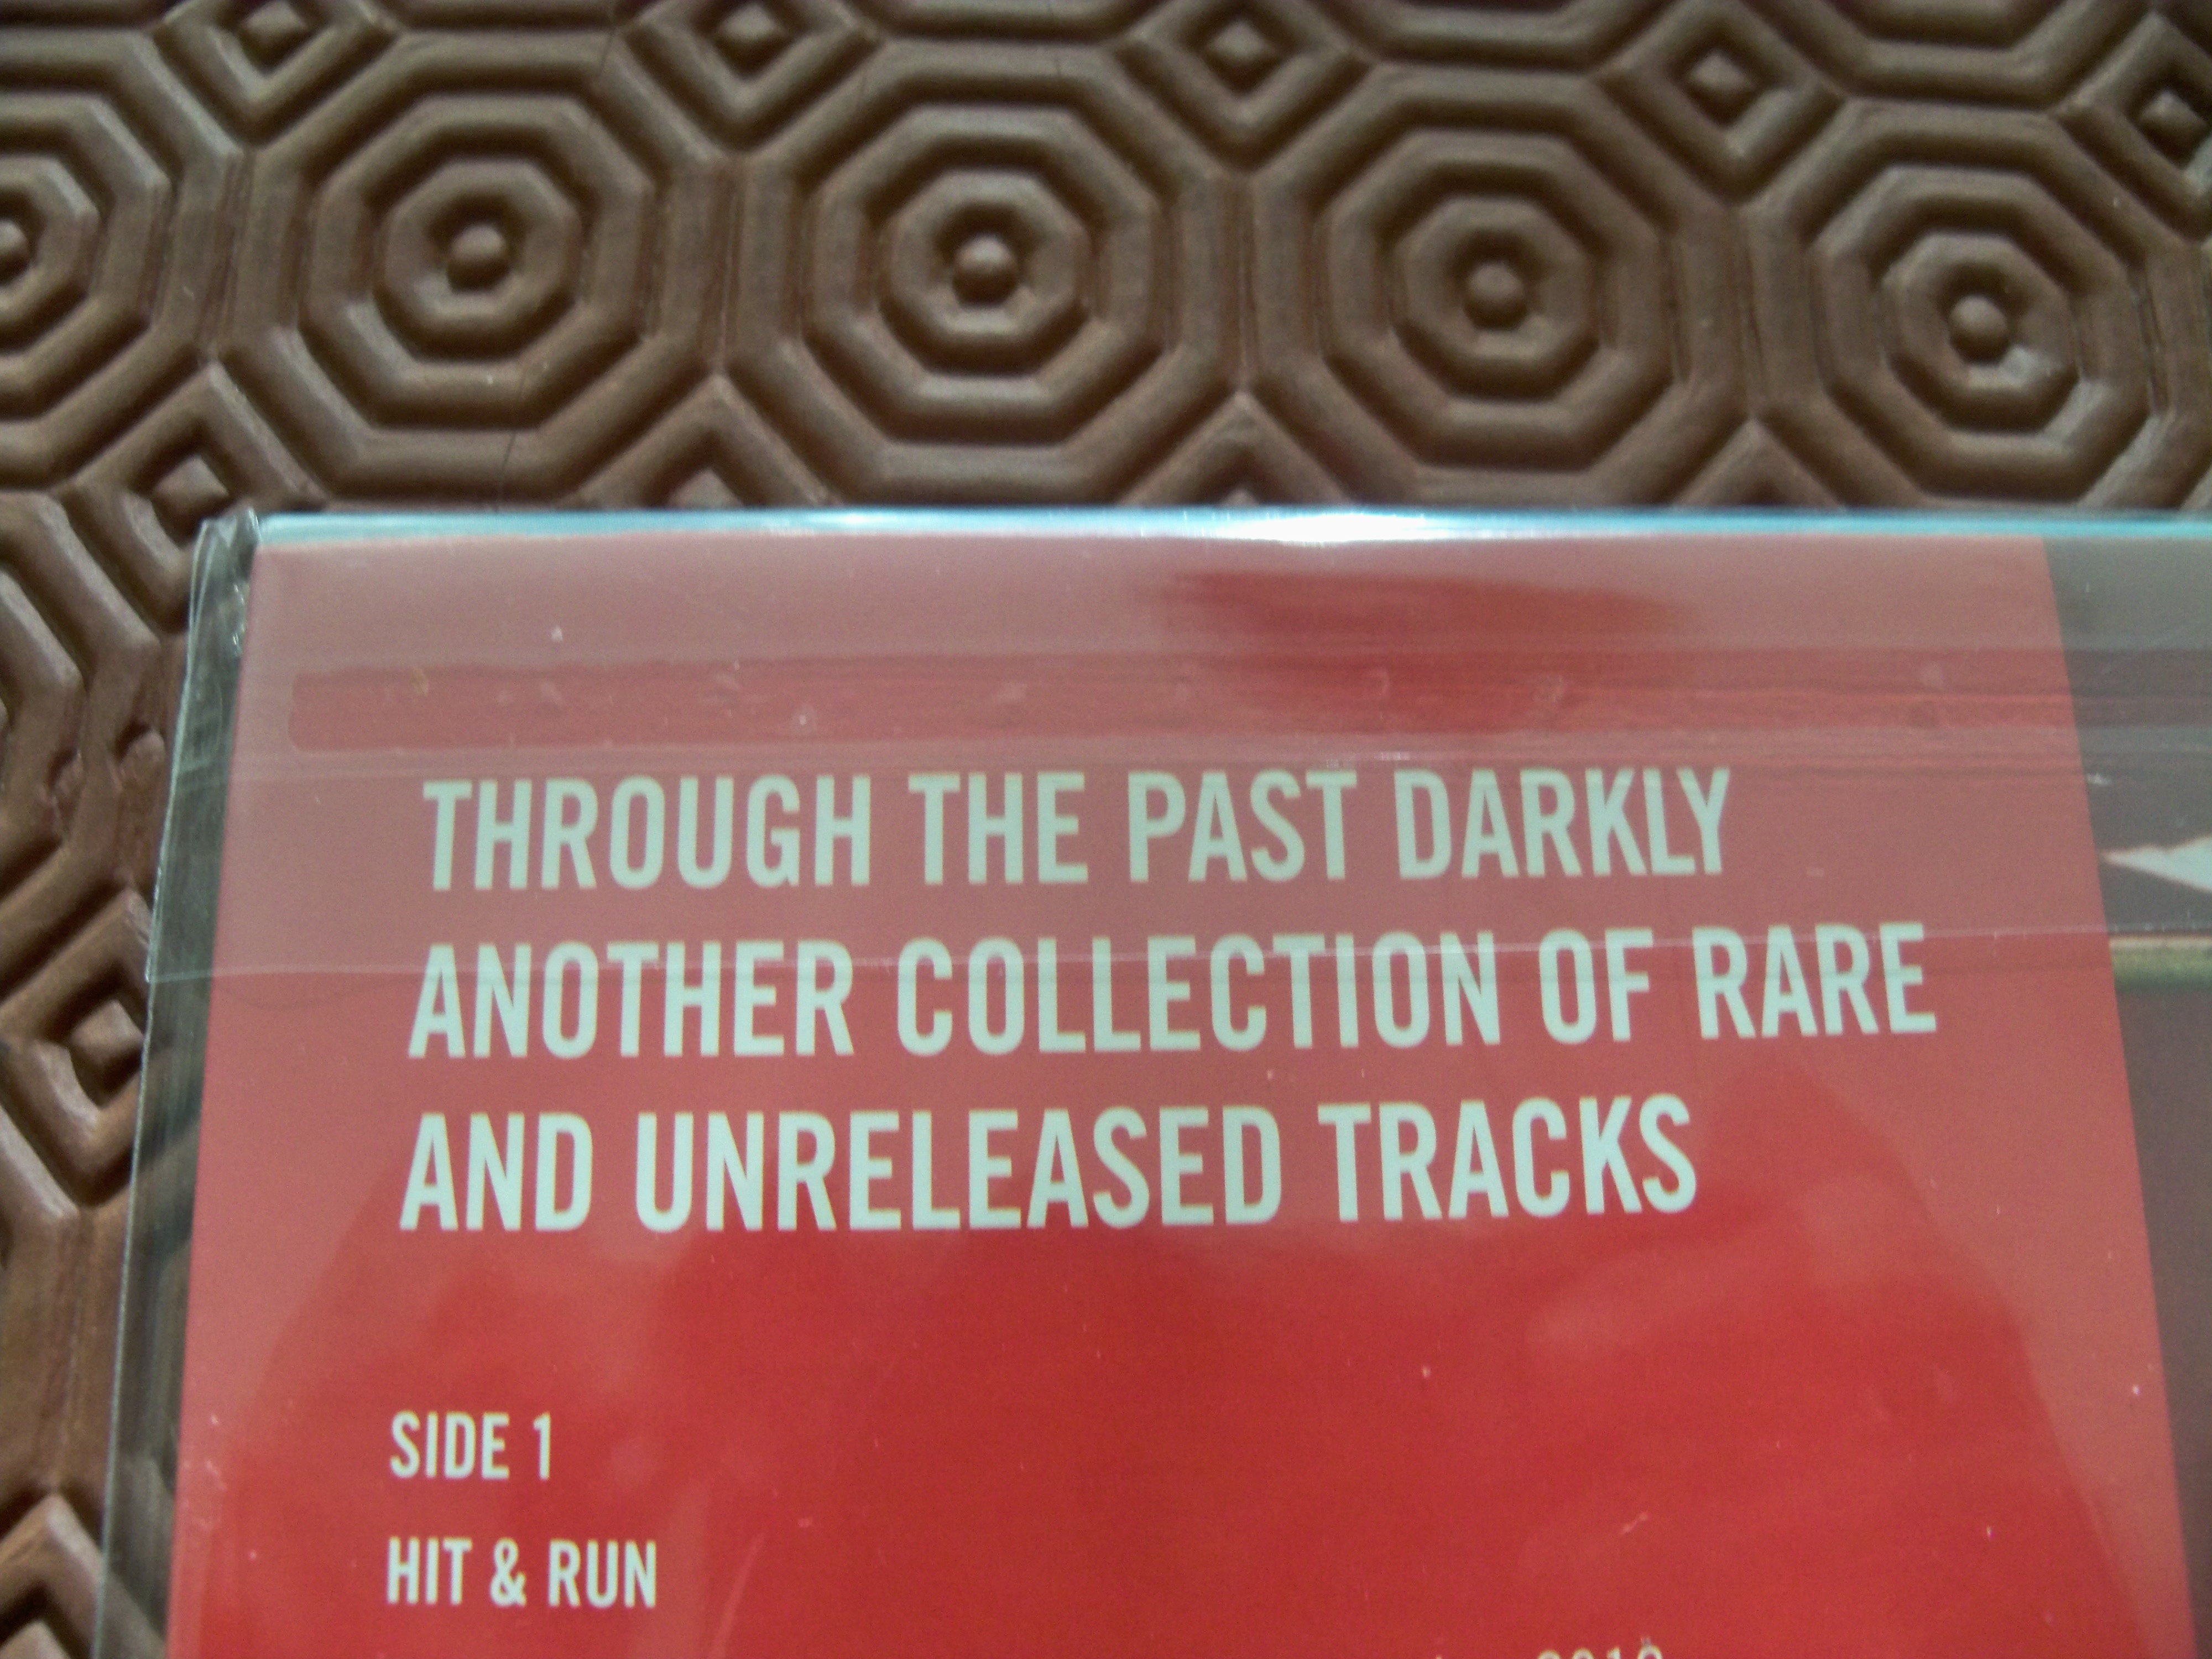 THROUGH THE PAST DARKLY
ANOTHER COLLECTION OF RARE
AND UNRELEASED TRACKS
SIDE 1
HIT & RUN